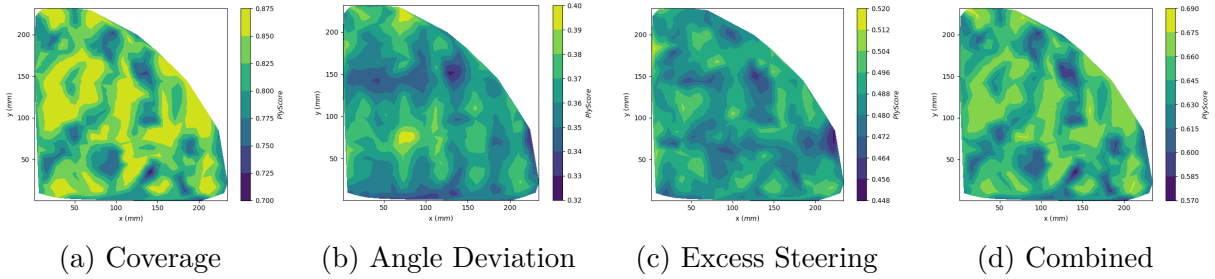 200
150
100
50
y (mm)
50 100 150 200
x (mm)
0.875
0.850
0.825
0.800
0.775
0.750
0.725
0.700
PlyScore
200
150
100
50
y (mm)
50 100 150 200
x (mm)
0.40
0.39
0.38
0.37
0.36
0.35
0.34
0.33
0.32
PlyScore
200
150
100
50
y (mm)
50 100 150 200
x (mm)
0.520
0.512
0.504
0.496
0.488
0.480
0.472
0.464
0.456
0.448
PlyScore
200
150
100
50
y (mm)
50 100 150 200
x (mm)
0.690
0.675
0.660
0.645
0.630
0.615
0.600
0.585
0.570
PlyScore
(a) Coverage
(b) Angle Deviation
(c) Excess Steering
(d) Combined